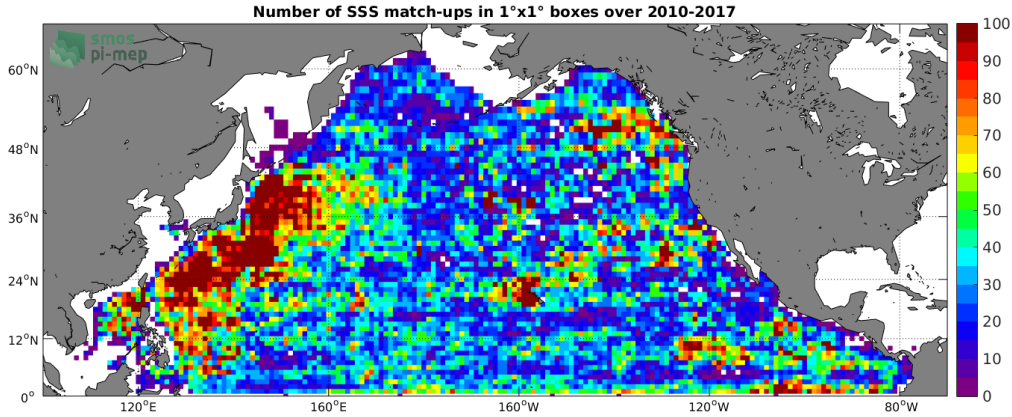 Number of SSS match-ups in 1°x1° boxes over 2010-2017
smos
pi-mep
60°N
48°N
36°N
24°N
12°N
0°
120°E
160°E
160°W
120°W
80°W
100
90
80
70
60
50
40
30
20
10
0